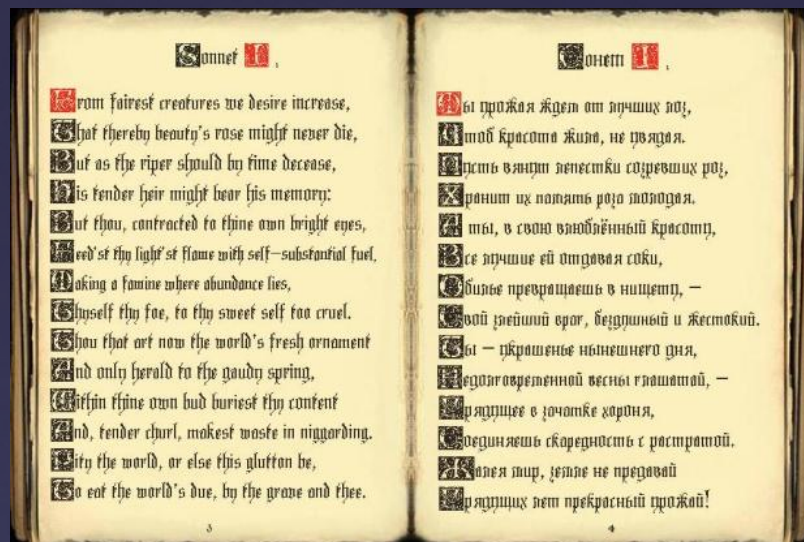 Sonnet I.
From fairest creatures we desire increase,
That thereby beauty's rose might never die,
But as the riper should by time decease,
His tender heir might bear his memory:
But thou, contracted to thine own bright eyes,
Feed'st thy light'st flame with self-substantial fuel,
Making a famine where abundance lies,
Thyself thy foe, to thy sweet self too cruel.
Thou that art now the world's fresh ornament
And only herald to the gaudy spring,
Within thine own bud buriest thy content
And, tender churl, makest waste in niggarding.
Pity the world, or else this glutton be,
To eat the world's due, by the grave and thee.
3
Сонет I.
Мы урожая ждем от лучших лоз,
Чтоб красота жила, не увядая.
Пусть вянут лепестки созревших роз,
Хранит их память роза молодая.
А ты, в свою влюблённый красоту,
Все лучшие ей отдавая соки,
Обилье превращаешь в нищету, —
Свой злейший враг, бездушный и жестокий.
Ты — украшенье нынешнего дня,
Недолговременной весны глашатай, —
Грядущее в зачатке хороня,
Соединяешь скаредность с растратой.
Жалея мир, земле не предавай
Грядущих лет прекрасный урожай!
4